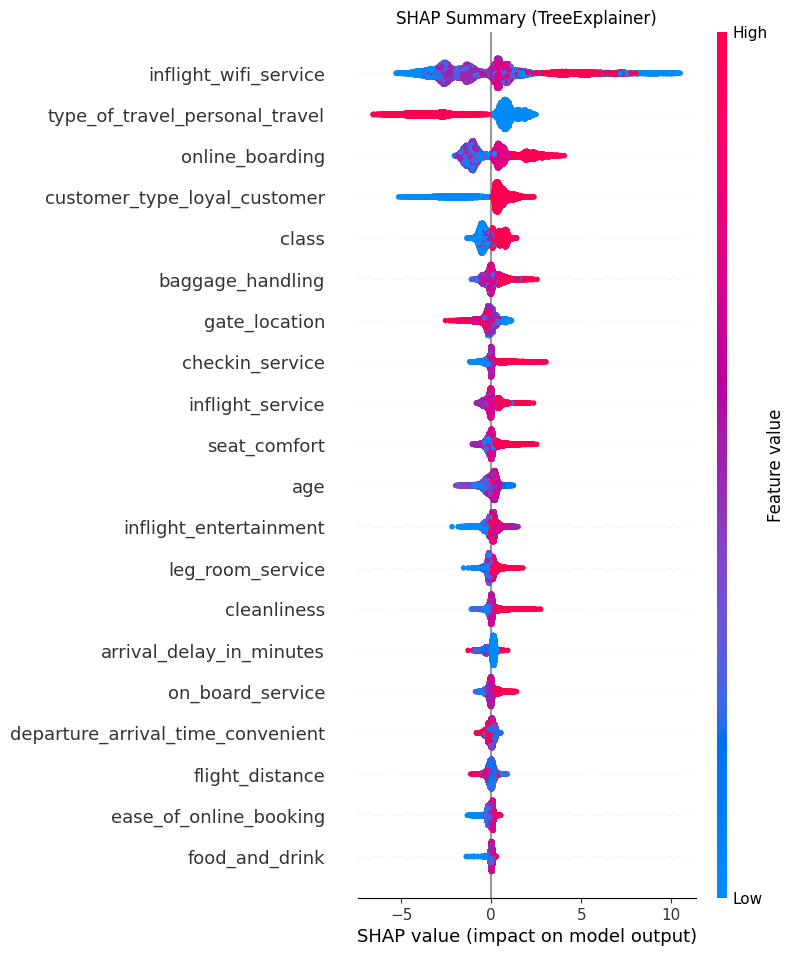 SHAP Summary (TreeExplainer)
High
inflight_wifi_service
type_of_travel_personal_travel
online_boarding
customer_type_loyal_customer
class
baggage_handling
gate_location
checkin_service
inflight_service
seat_comfort
age
inflight_entertainment
leg_room_service
cleanliness
arrival_delay_in_minutes
on_board_service
departure_arrival_time_convenient
flight_distance
ease_of_online_booking
food_and_drink
Feature value
Low
−5 0 5 10
SHAP value (impact on model output)